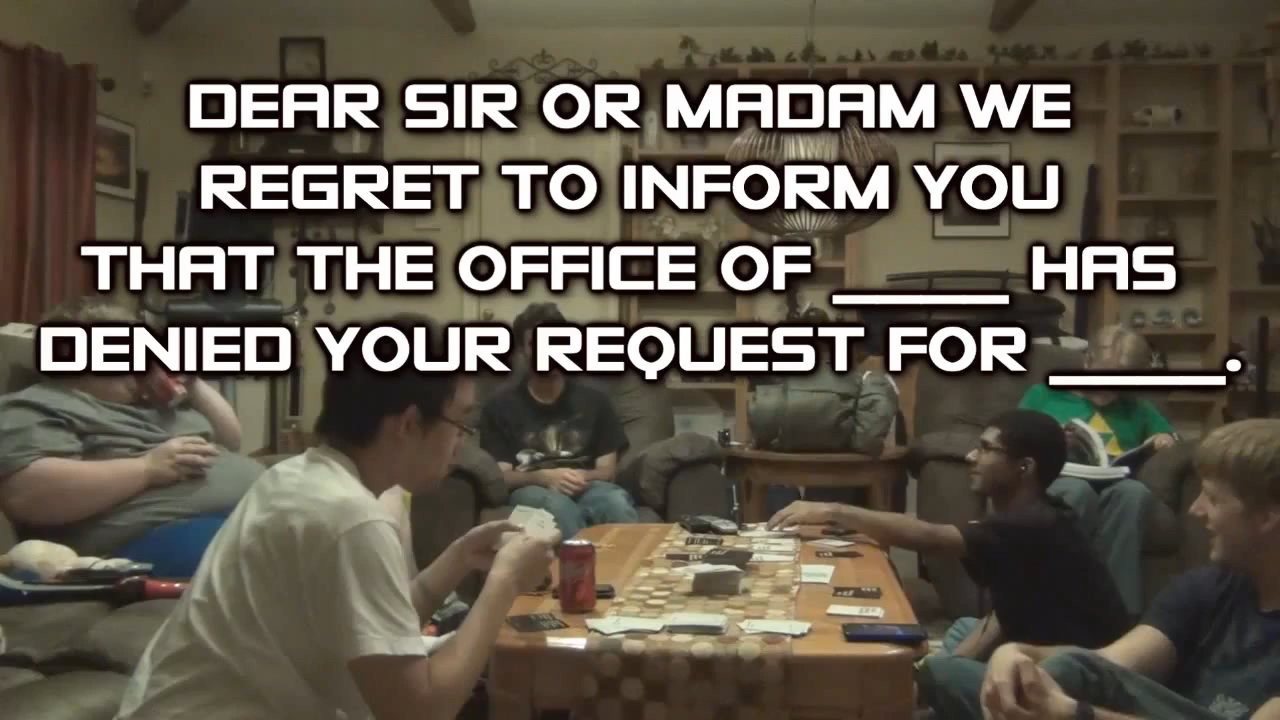 DEAR SIR OR MADAM WE
REGRET TO INFORM YOU
THAT THE OFFICE OF _____ HAS
DENIED YOUR REQUEST FOR _____.